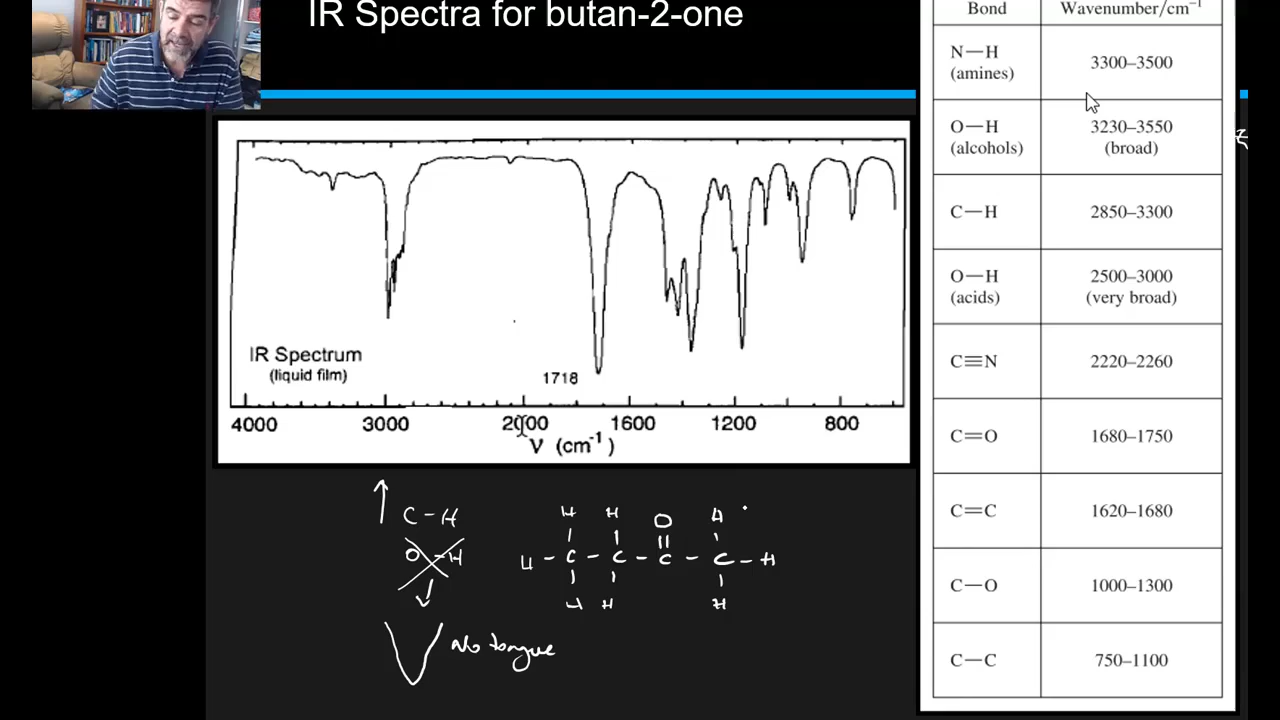 IR Spectra for butan-2-one
Bond Wavenumber/cm⁻¹
N—H (amines) 3300–3500
O—H (alcohols) 3230–3550 (broad)
C—H 2850–3300
O—H (acids) 2500–3000 (very broad)
C≡N 2220–2260
C=O 1680–1750
C=C 1620–1680
C—O 1000–1300
C—C 750–1100
IR Spectrum
(liquid film)
1718
4000 3000 2000 1600 1200 800
ν (cm⁻¹)
C-H
O-H
No tongue
H H O H
H - C - C - C - C - H
H H H